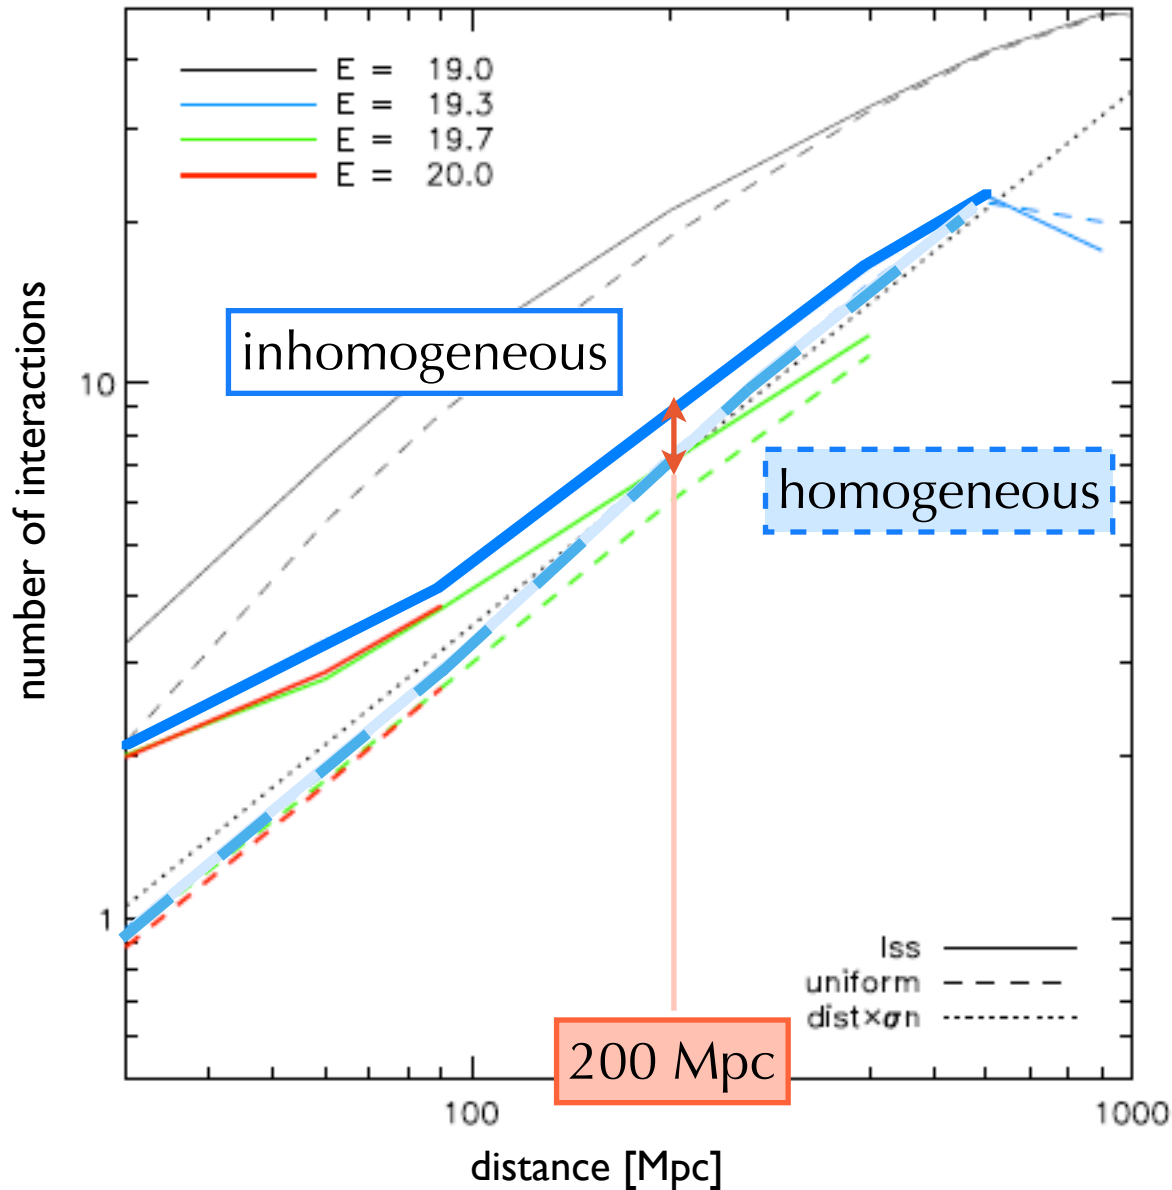 E = 19.0
E = 19.3
E = 19.7
E = 20.0
inhomogeneous
10
homogeneous
number of interactions
1
lss
uniform
dist×σn
200 Mpc
100
1000
distance [Mpc]